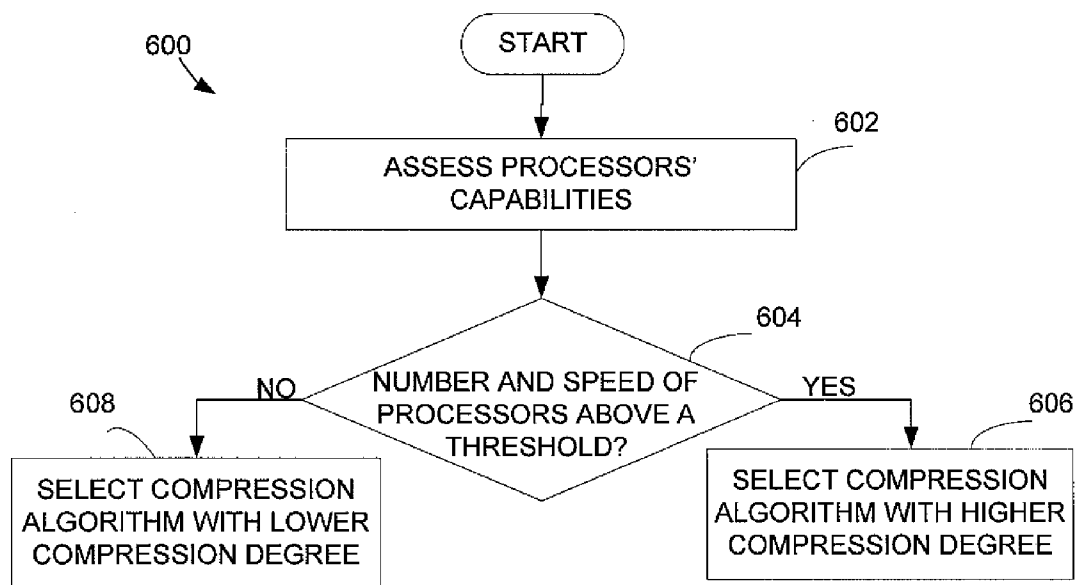 START
600
602
ASSESS PROCESSORS'
CAPABILITIES
604
NUMBER AND SPEED OF
PROCESSORS ABOVE A
THRESHOLD?
NO
YES
608
606
SELECT COMPRESSION
ALGORITHM WITH LOWER
COMPRESSION DEGREE
SELECT COMPRESSION
ALGORITHM WITH HIGHER
COMPRESSION DEGREE